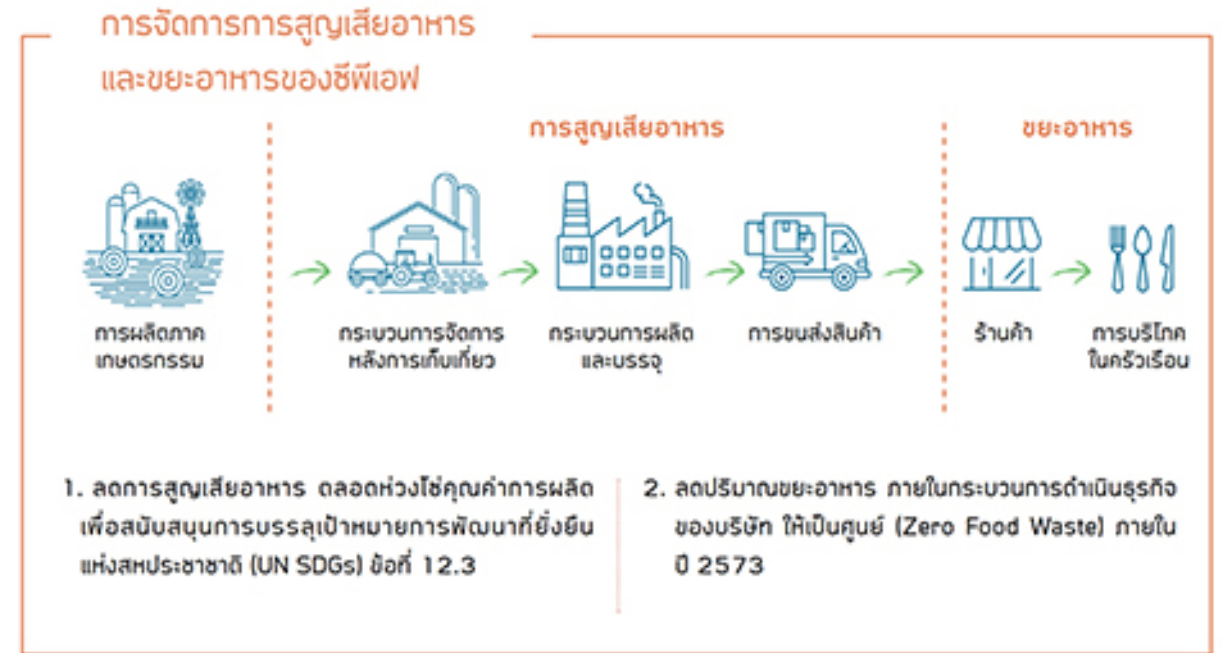 การจัดการการสูญเสียอาหาร
และขยะอาหารของซีพีเอฟ
การสูญเสียอาหาร
ขยะอาหาร
การผลิตภาค
เกษตรกรรม
กระบวนการจัดการ
หลังการเก็บเกี่ยว
กระบวนการผลิต
และบรรจุ
การขนส่งสินค้า
ร้านค้า
การบริโภค
ในครัวเรือน
1. ลดการสูญเสียอาหาร ตลอดห่วงโซ่คุณค่าการผลิต
เพื่อสนับสนุนการบรรลุเป้าหมายการพัฒนาที่ยั่งยืน
แห่งสหประชาชาติ (UN SDGs) ข้อที่ 12.3
2. ลดปริมาณขยะอาหาร ภายในกระบวนการดำเนินธุรกิจ
ของบริษัท ให้เป็นศูนย์ (Zero Food Waste) ภายใน
ปี 2573